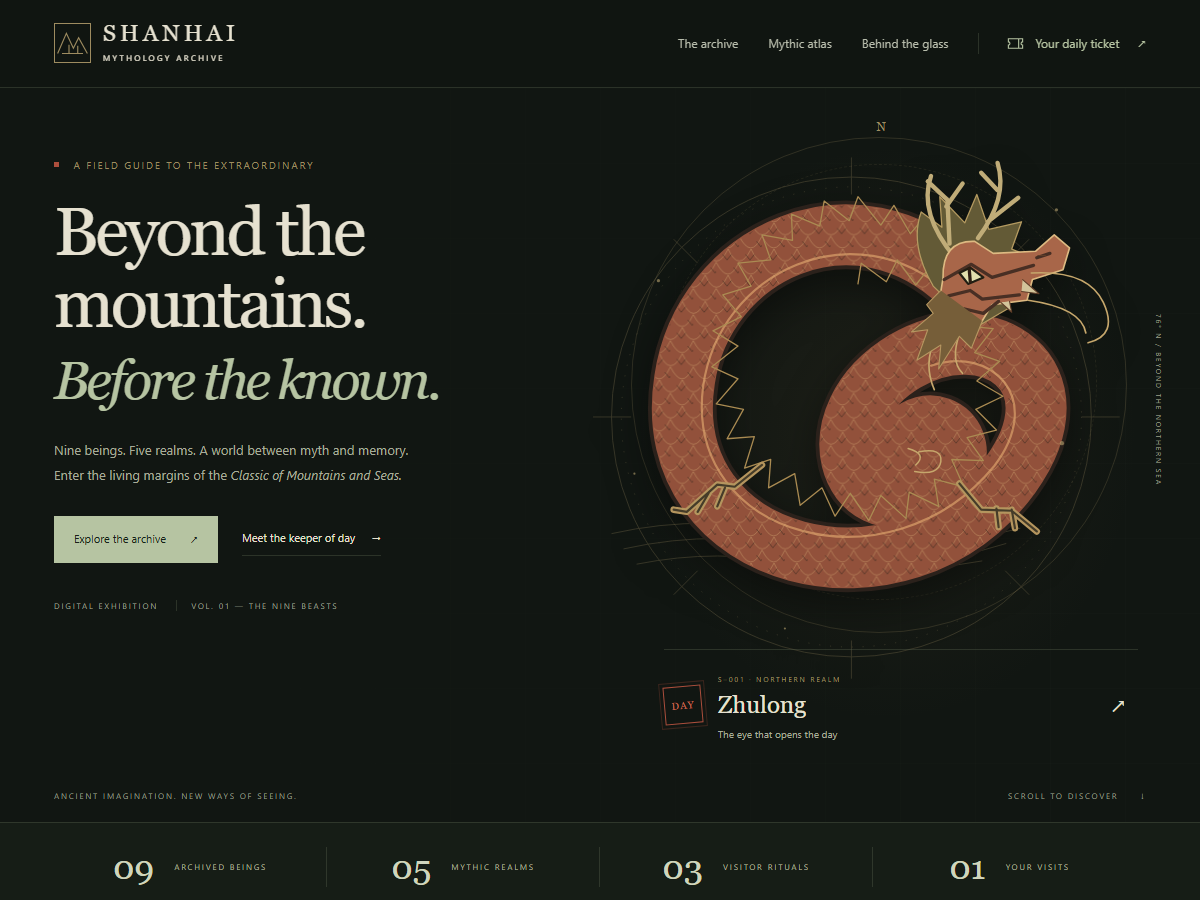 SHANHAI
MYTHOLOGY ARCHIVE
The archive
Mythic atlas
Behind the glass
Your daily ticket ↗
N
A FIELD GUIDE TO THE EXTRAORDINARY
Beyond the
mountains.
Before the known.
Nine beings. Five realms. A world between myth and memory.
Enter the living margins of the Classic of Mountains and Seas.
Explore the archive ↗
Meet the keeper of day →
DIGITAL EXHIBITION
VOL. 01 — THE NINE BEASTS
76° N / BEYOND THE NORTHERN SEA
DAY
S-001 · NORTHERN REALM
Zhulong
The eye that opens the day
↗
ANCIENT IMAGINATION. NEW WAYS OF SEEING.
SCROLL TO DISCOVER ↓
09 ARCHIVED BEINGS
05 MYTHIC REALMS
03 VISITOR RITUALS
01 YOUR VISITS